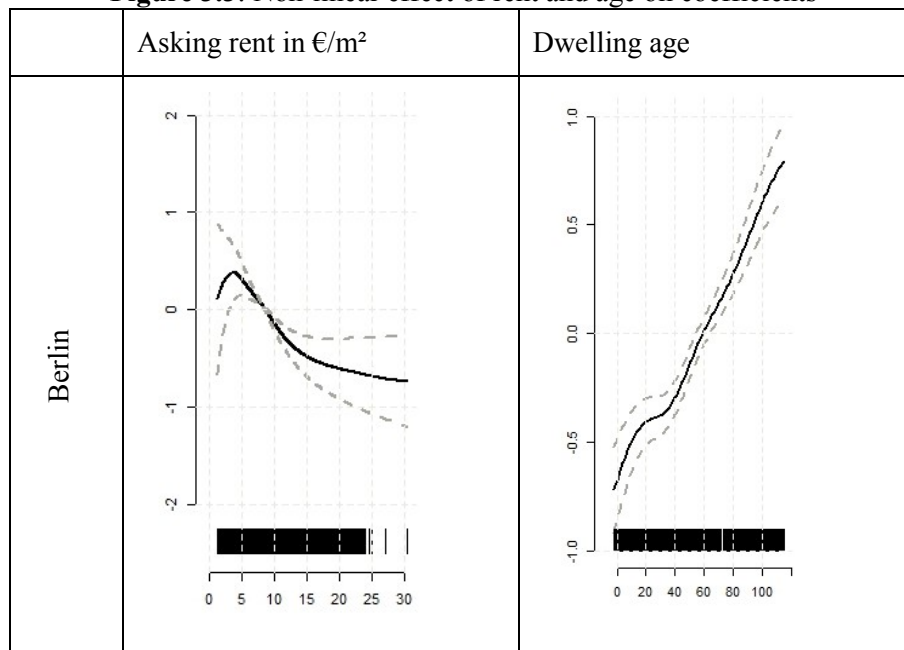 Figure 3.3: Non-linear effect of rent and age on coefficients
Asking rent in €/m²
Dwelling age
Berlin
2
1
0
-1
-2
0 5 10 15 20 25 30
1.0
0.5
0.0
-0.5
-1.0
0 20 40 60 80 100